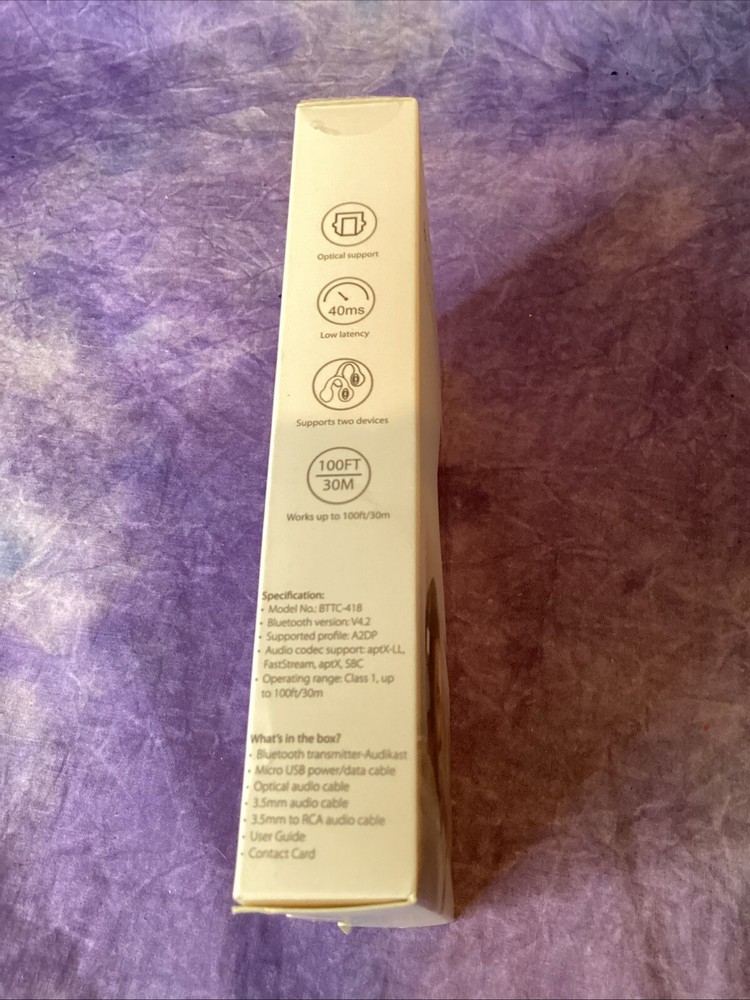 Optical support
40ms
Low latency
Supports two devices
100FT
30M
Works up to 100ft/30m
Specification:
• Model No.: BTTC-418
• Bluetooth version: V4.2
• Supported profile: A2DP
• Audio codec support: aptX-LL,
FastStream, aptX, SBC
• Operating range: Class 1, up
to 100ft/30m
What's in the box?
• Bluetooth transmitter-Audikast
• Micro USB power/data cable
• Optical audio cable
• 3.5mm audio cable
• 3.5mm to RCA audio cable
• User Guide
• Contact Card